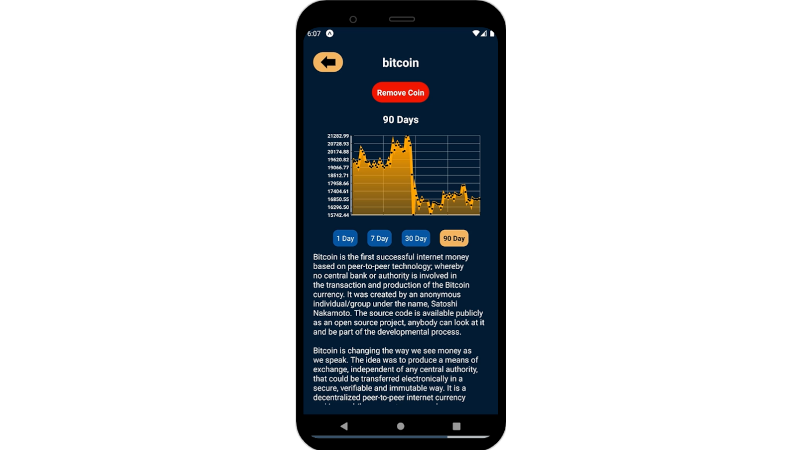 6:07
bitcoin
Remove Coin
90 Days
21282.99
20728.93
20174.88
19620.82
19066.77
18512.71
17958.66
17404.61
16850.55
16296.50
15742.44
1 Day 7 Day 30 Day 90 Day
Bitcoin is the first successful internet money
based on peer-to-peer technology; whereby
no central bank or authority is involved in
the transaction and production of the Bitcoin
currency. It was created by an anonymous
individual/group under the name, Satoshi
Nakamoto. The source code is available publicly
as an open source project, anybody can look at it
and be part of the developmental process.
Bitcoin is changing the way we see money as
we speak. The idea was to produce a means of
exchange, independent of any central authority,
that could be transferred electronically in a
secure, verifiable and immutable way. It is a
decentralized peer-to-peer internet currency